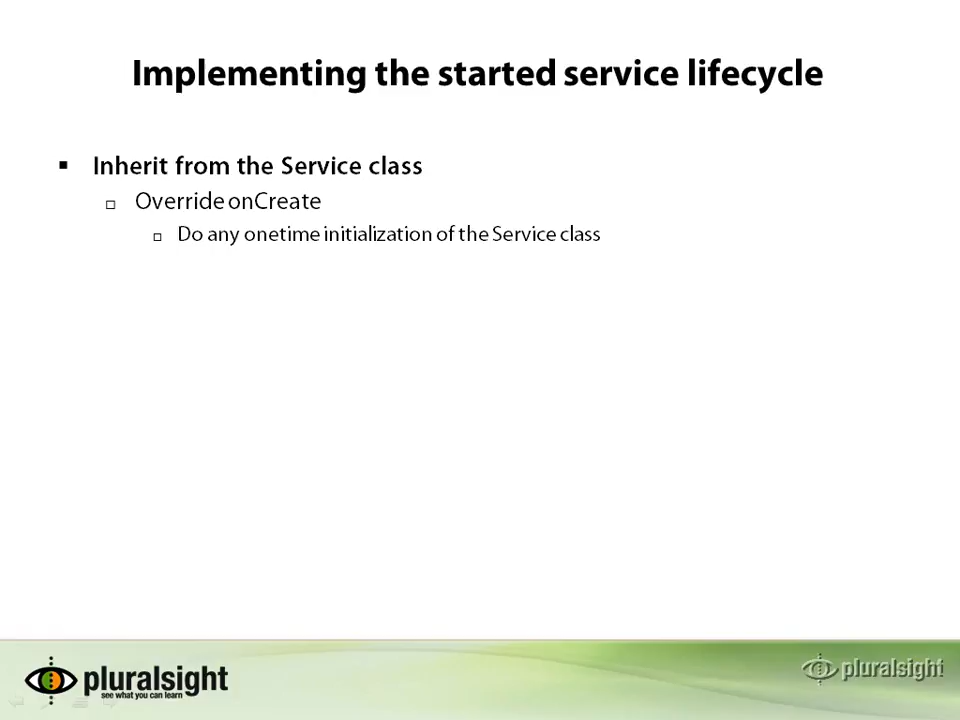 Implementing the started service lifecycle
Inherit from the Service class
Override onCreate
Do any onetime initialization of the Service class
pluralsight
see what you can learn
pluralsight